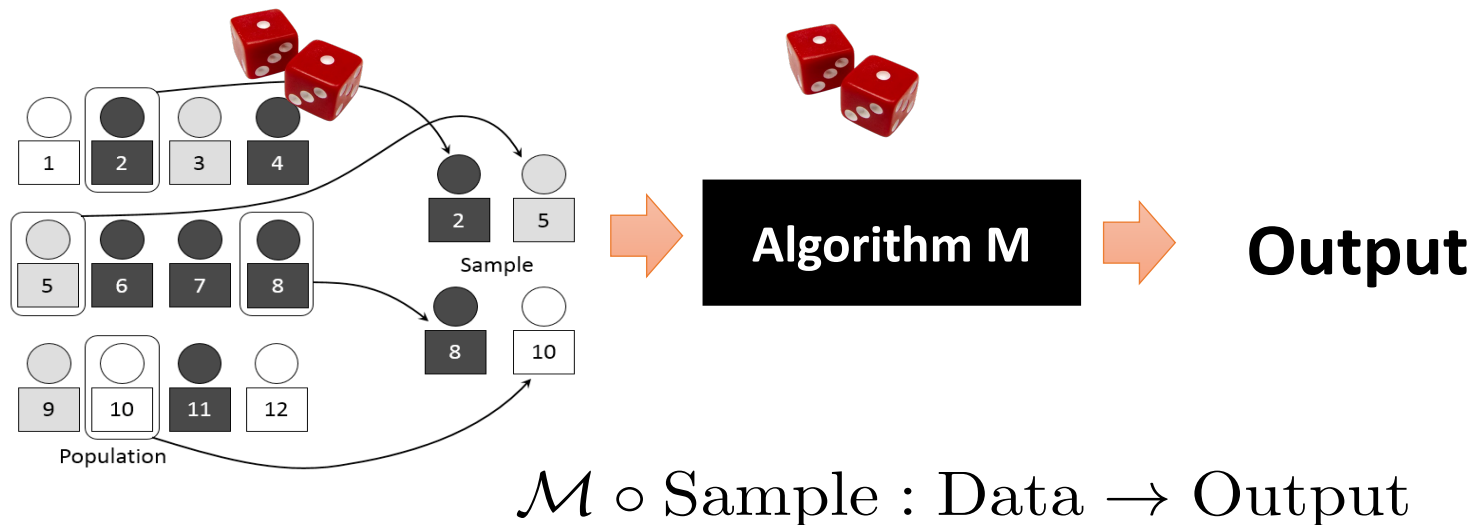 1 2 3 4
5 6 7 8
9 10 11 12
Population
2 5
Sample
8 10
Algorithm M
Output
ℳ ∘ Sample : Data → Output